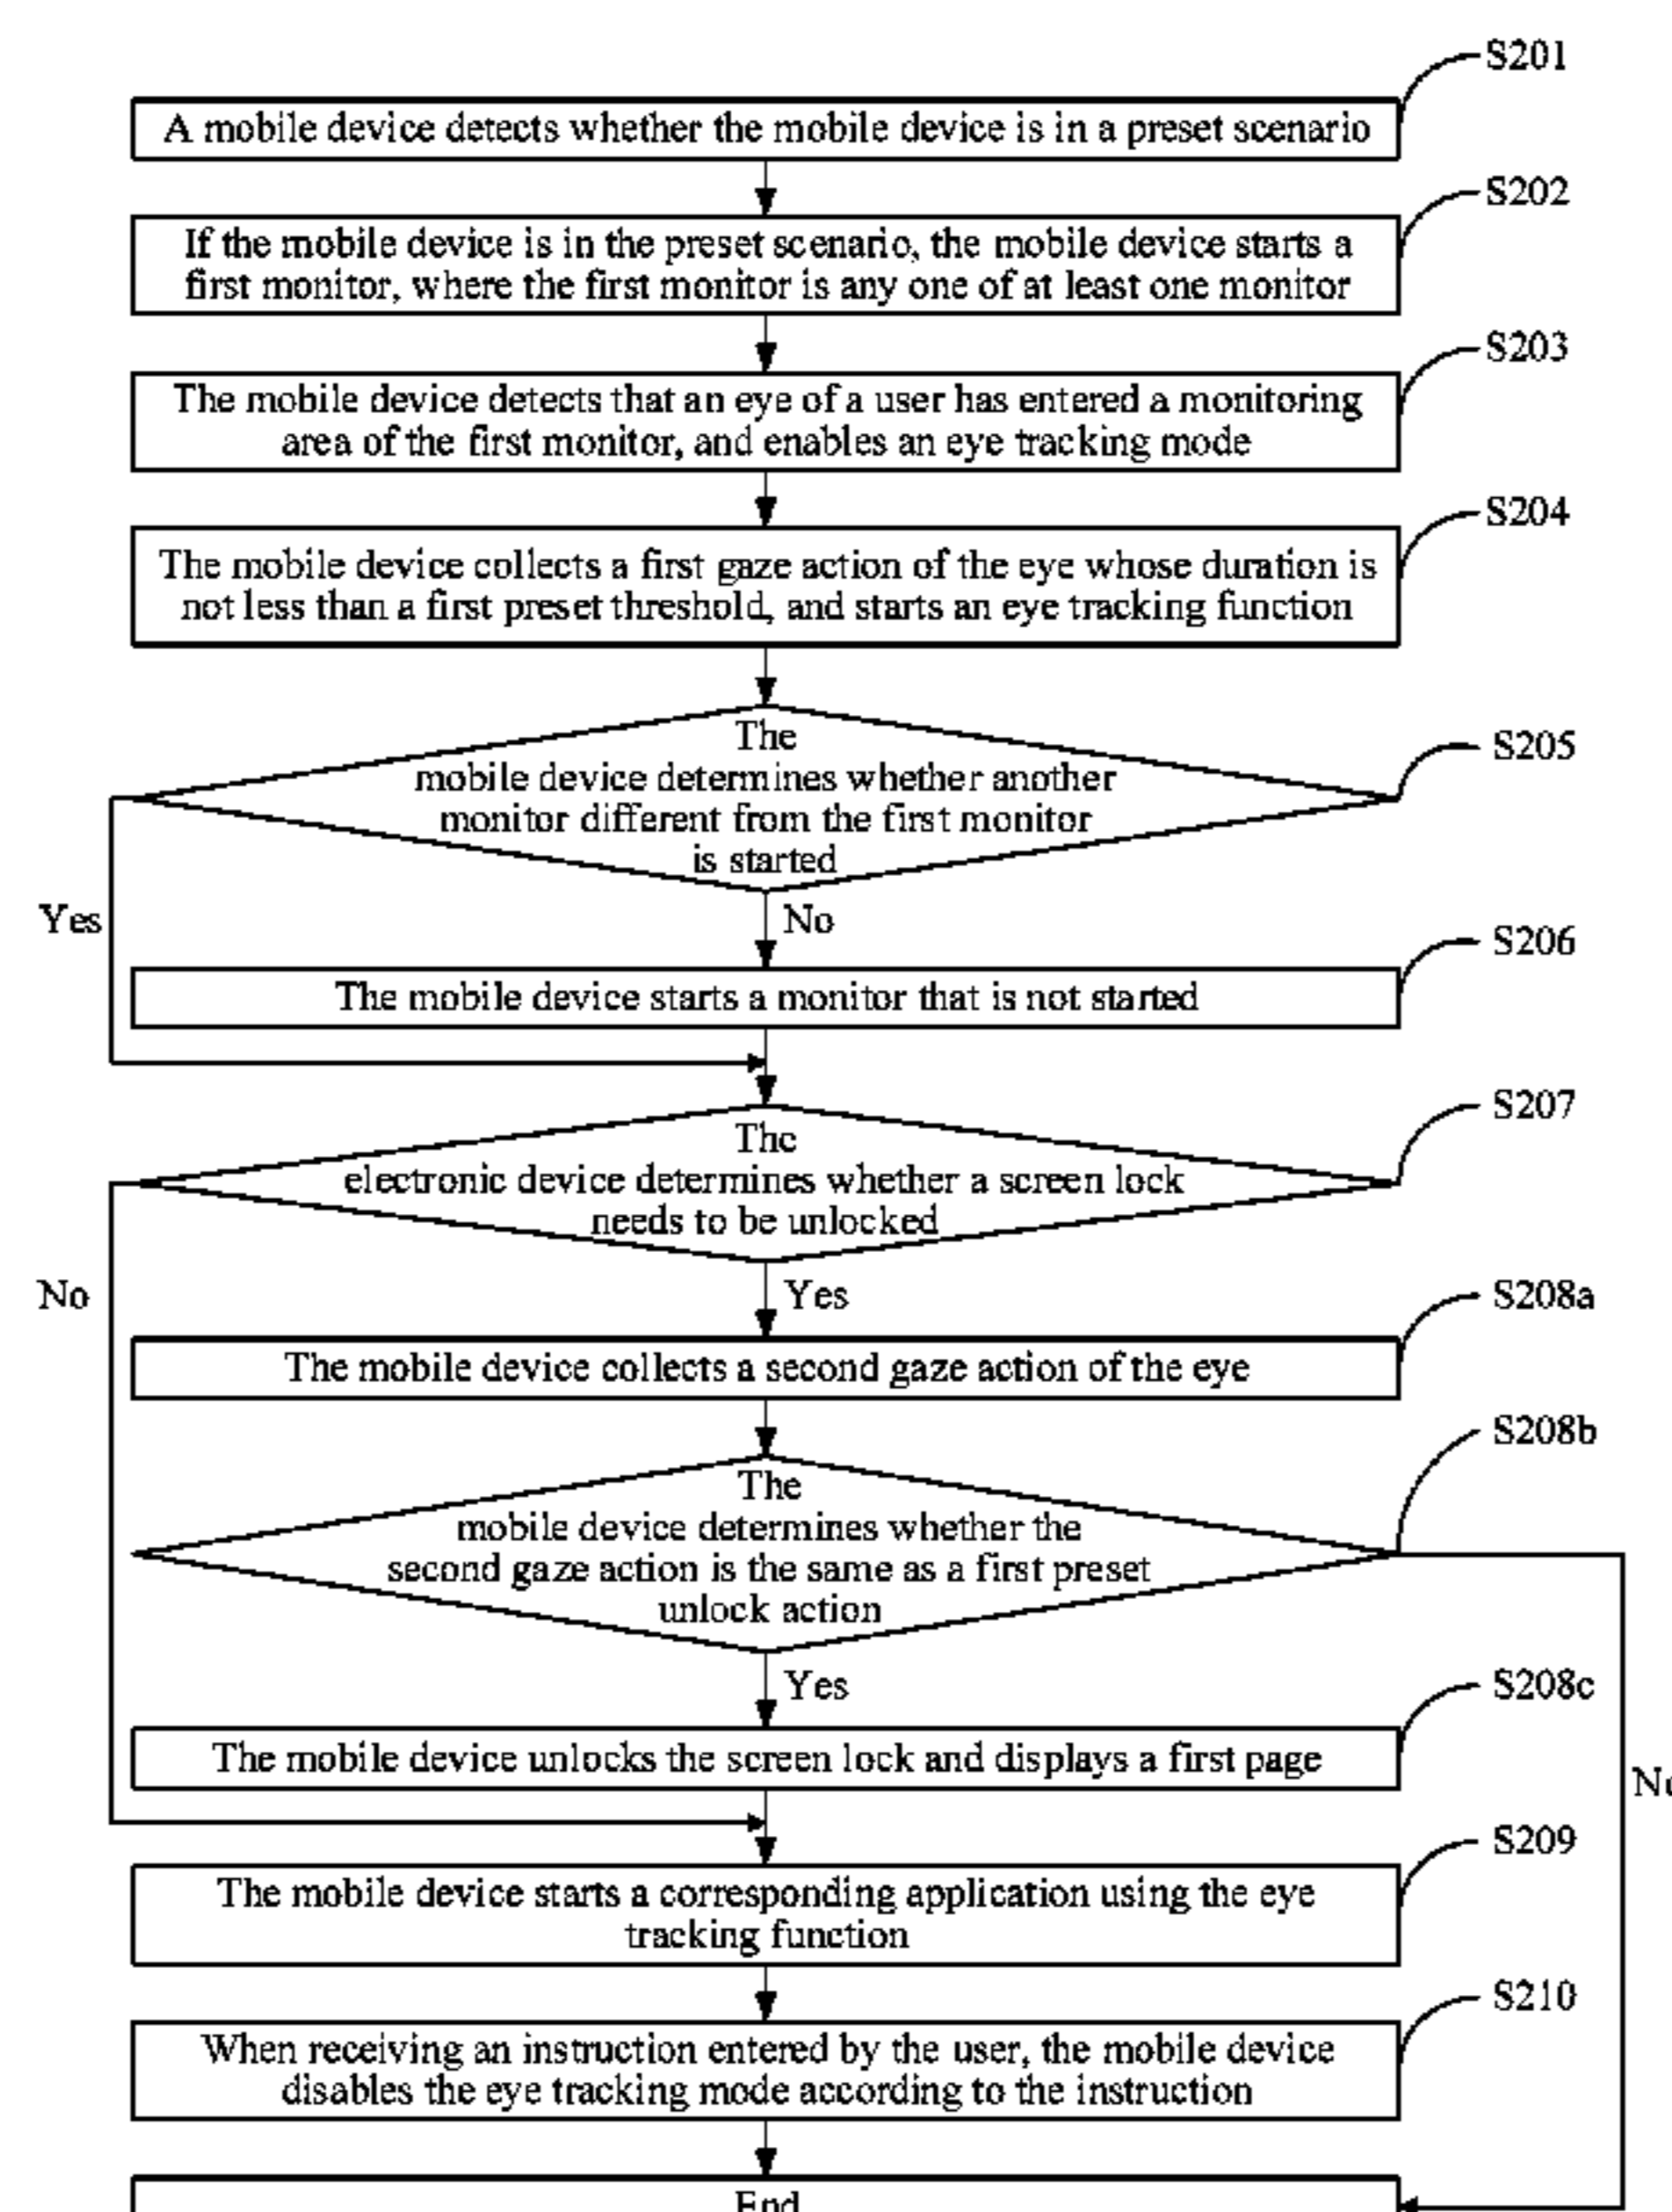 S201
A mobile device detects whether the mobile device is in a preset scenario
S202
If the mobile device is in the preset scenario, the mobile device starts a
first monitor, where the first monitor is any one of at least one monitor
S203
The mobile device detects that an eye of a user has entered a monitoring
area of the first monitor, and enables an eye tracking mode
S204
The mobile device collects a first gaze action of the eye whose duration is
not less than a first preset threshold, and starts an eye tracking function
S205
The
mobile device determines whether another
monitor different from the first monitor
is started
Yes
No
S206
The mobile device starts a monitor that is not started
S207
The
electronic device determines whether a screen lock
needs to be unlocked
No
Yes
S208a
The mobile device collects a second gaze action of the eye
S208b
The
mobile device determines whether the
second gaze action is the same as a first preset
unlock action
Yes
S208c
The mobile device unlocks the screen lock and displays a first page
No
S209
The mobile device starts a corresponding application using the eye
tracking function
S210
When receiving an instruction entered by the user, the mobile device
disables the eye tracking mode according to the instruction
End